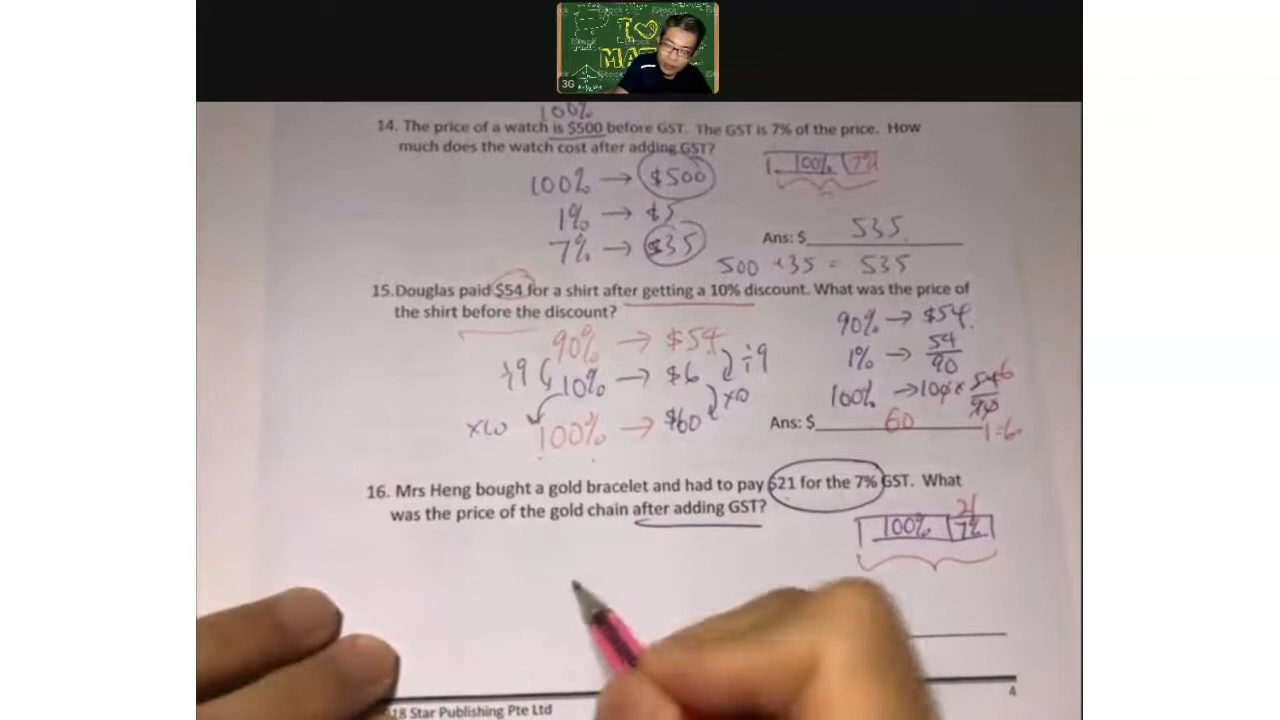 I ♡
MA
3G
100%
14. The price of a watch is $500 before GST. The GST is 7% of the price. How
much does the watch cost after adding GST?
100% 7%
100% → $500
1% → $5
7% → $35
Ans: $ 535
500 + 35 = 535
15.Douglas paid $54 for a shirt after getting a 10% discount. What was the price of
the shirt before the discount?
90% → $54
÷9 10% → $6 ÷9
×10 100% → $60 ×10
90% → $54
1% → 54/90
100% → 100 × 54/90
Ans: $ 60
16. Mrs Heng bought a gold bracelet and had to pay $21 for the 7% GST. What
was the price of the gold chain after adding GST?
21
100% 7%
4
18 Star Publishing Pte Ltd